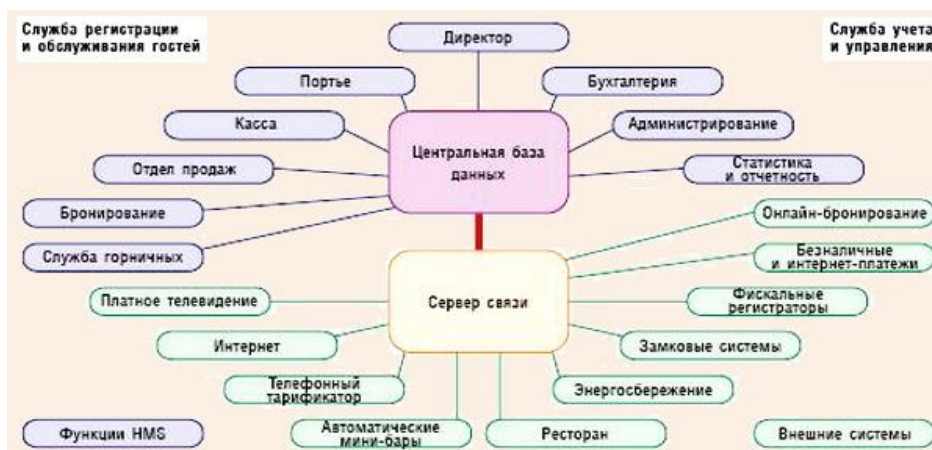 Служба регистрации
и обслуживания гостей
Служба учета
и управления
Директор
Портье
Бухгалтерия
Касса
Администрирование
Центральная база
данных
Отдел продаж
Статистика
и отчетность
Бронирование
Онлайн-бронирование
Служба горничных
Безналичные
и интернет-платежи
Платное телевидение
Сервер связи
Фискальные
регистраторы
Интернет
Замковые системы
Телефонный
тарификатор
Энергосбережение
Функции HMS
Автоматические
мини-бары
Ресторан
Внешние системы